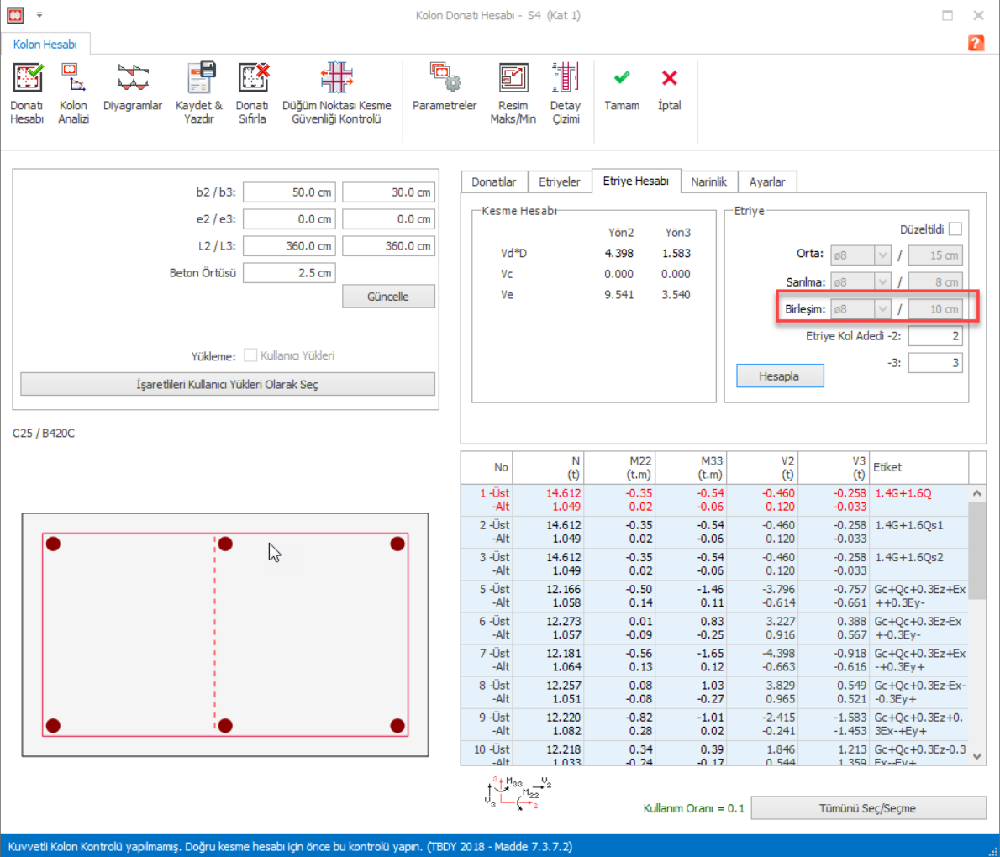 Kolon Donatı Hesabı - S4 (Kat 1)
Kolon Hesabı
?
Donatı Hesabı
Kolon Analizi
Diyagramlar
Kaydet & Yazdır
Donatı Sıfırla
Düğüm Noktası Kesme Güvenliği Kontrolü
Parametreler
Resim Maks/Min
Detay Çizimi
Tamam
İptal
b2 / b3: 50.0 cm 30.0 cm
e2 / e3: 0.0 cm 0.0 cm
L2 / L3: 360.0 cm 360.0 cm
Beton Örtüsü 2.5 cm
Güncelle
Yükleme: Kullanıcı Yükleri
İşaretlileri Kullanıcı Yükleri Olarak Seç
C25 / B420C
Donatılar Etriyeler Etriye Hesabı Narinlik Ayarlar
Kesme Hesabı
Yön2 Yön3
Vd*D 4.398 1.583
Vc 0.000 0.000
Ve 9.541 3.540
Etriye
Düzeltildi
Orta: ø8 / 15 cm
Sarılma: ø8 / 8 cm
Birleşim: ø8 / 10 cm
Etriye Kol Adedi -2: 2
-3: 3
Hesapla
No N (t) M22 (t.m) M33 (t.m) V2 (t) V3 (t) Etiket
1 -Üst 14.612 -0.35 -0.54 -0.460 -0.258 1.4G+1.6Q
-Alt 1.049 0.02 -0.06 0.120 -0.033
2 -Üst 14.612 -0.35 -0.54 -0.460 -0.258 1.4G+1.6Qs1
-Alt 1.049 0.02 -0.06 0.120 -0.033
3 -Üst 14.612 -0.35 -0.54 -0.460 -0.258 1.4G+1.6Qs2
-Alt 1.049 0.02 -0.06 0.120 -0.033
5 -Üst 12.166 -0.50 -1.46 -3.796 -0.757 Gc+Qc+0.3Ez+Ex
-Alt 1.058 0.14 0.11 -0.614 -0.661 ++0.3Ey-
6 -Üst 12.273 0.01 0.83 3.227 0.388 Gc+Qc+0.3Ez-Ex
-Alt 1.057 -0.09 -0.25 0.916 0.567 +-0.3Ey-
7 -Üst 12.181 -0.56 -1.65 -4.398 -0.918 Gc+Qc+0.3Ez+Ex
-Alt 1.064 0.13 0.12 -0.663 -0.616 -+0.3Ey+
8 -Üst 12.257 0.08 1.03 3.829 0.549 Gc+Qc+0.3Ez-Ex-
-Alt 1.051 -0.08 -0.27 0.965 0.521 -0.3Ey+
9 -Üst 12.220 -0.82 -1.01 -2.415 -1.583 Gc+Qc+0.3Ez+0.
-Alt 1.082 0.28 0.02 -0.241 -1.453 3Ex-+Ey+
10 -Üst 12.218 0.34 0.39 1.846 1.213 Gc+Qc+0.3Ez-0.3
-Alt 1.033 -0.24 -0.17 0.544 1.359 Ex--Ey+
3 M33 V2
V3 M22 2
Kullanım Oranı = 0.1
Tümünü Seç/Seçme
Kuvvetli Kolon Kontrolü yapılmamış. Doğru kesme hesabı için önce bu kontrolü yapın. (TBDY 2018 - Madde 7.3.7.2)